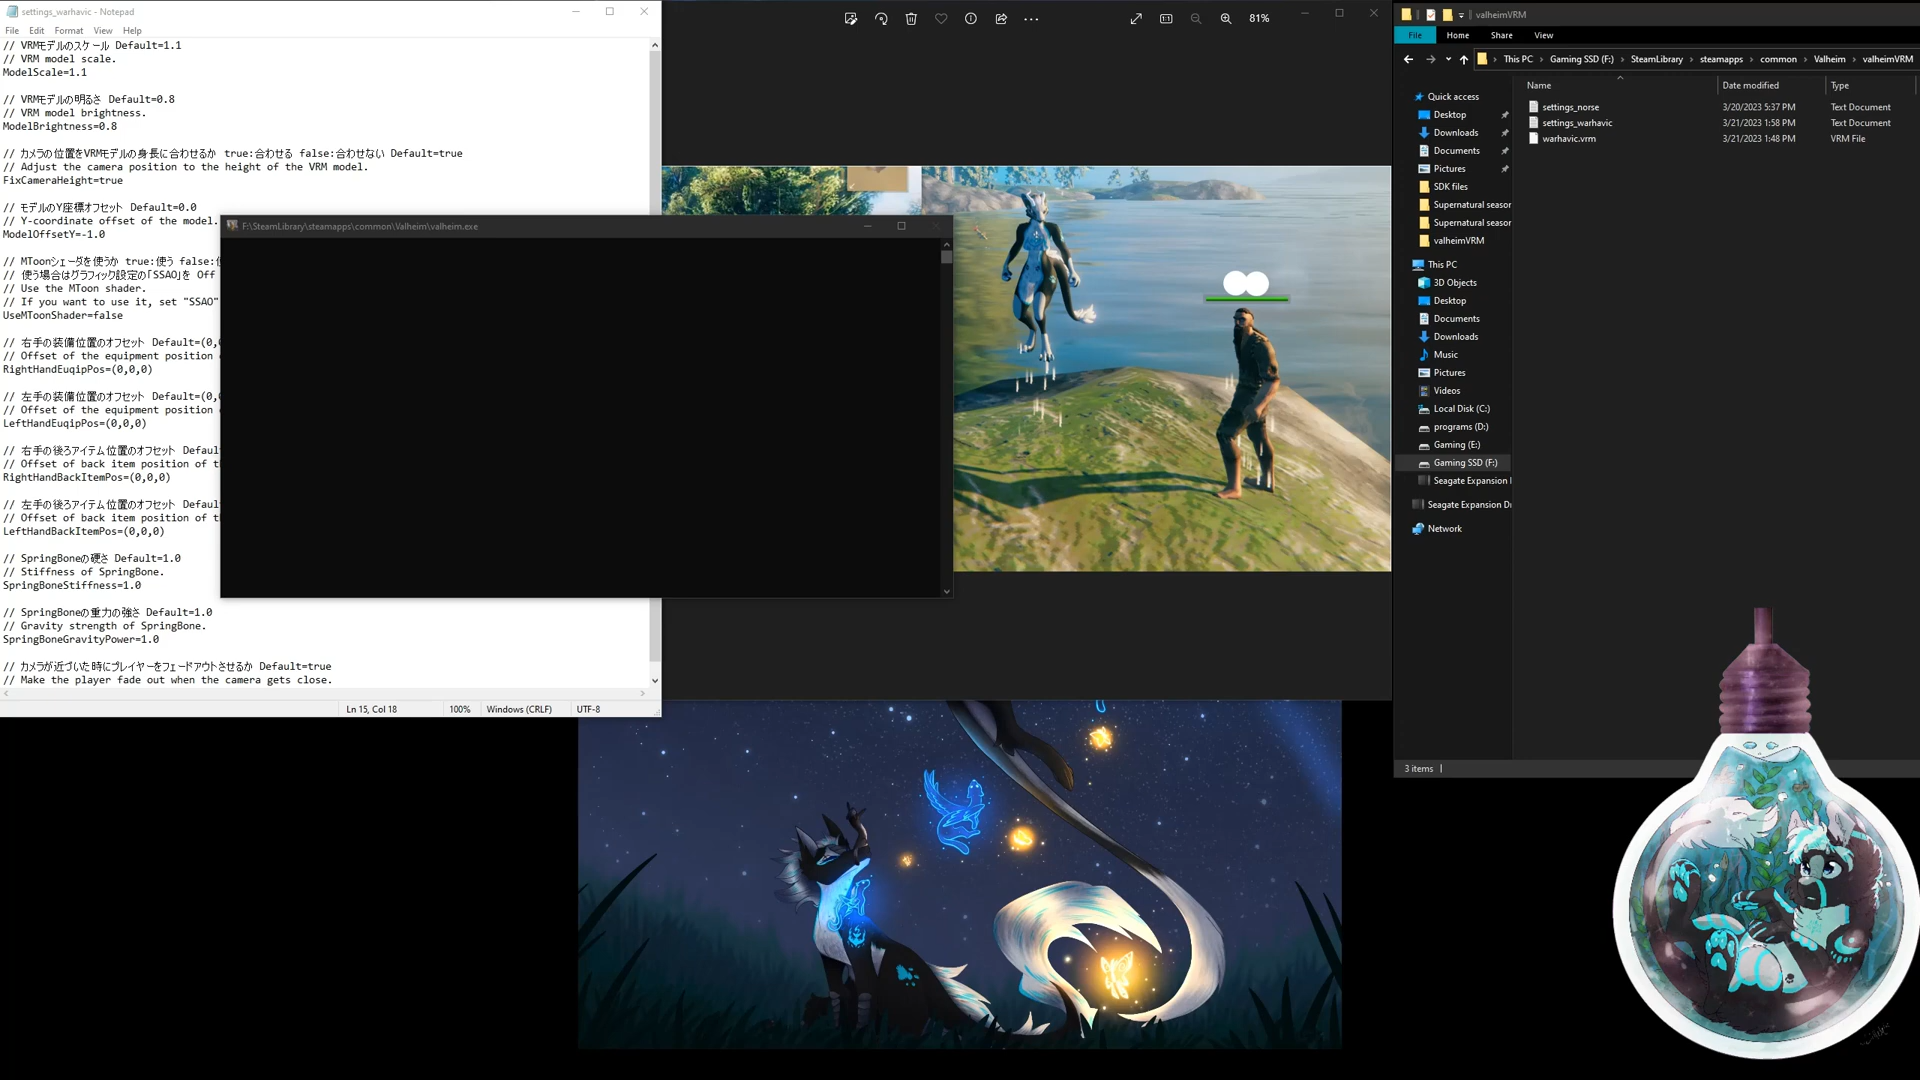 settings_warhavic - Notepad
File Edit Format View Help
// VRMモデルのスケール Default=1.1
// VRM model scale.
ModelScale=1.1
// VRMモデルの明るさ Default=0.8
// VRM model brightness.
ModelBrightness=0.8
// カメラの位置をVRMモデルの身長に合わせるか true:合わせる false:合わせない Default=true
// Adjust the camera position to the height of the VRM model.
FixCameraHeight=true
// モデルのY座標オフセット Default=0.0
// Y-coordinate offset of the model.
ModelOffsetY=-1.0
// MToonシェーダを使うか true:使う false:
// 使う場合はグラフィック設定の「SSAO」を Off
// Use the MToon shader.
// If you want to use it, set "SSAO"
UseMToonShader=false
// 右手の装備位置のオフセット Default=(0,
// Offset of the equipment position
RightHandEuqipPos=(0,0,0)
// 左手の装備位置のオフセット Default=(0,
// Offset of the equipment position
LeftHandEuqipPos=(0,0,0)
// 右手の後ろアイテム位置のオフセット Defau
// Offset of back item position of t
RightHandBackItemPos=(0,0,0)
// 左手の後ろアイテム位置のオフセット Defau
// Offset of back item position of t
LeftHandBackItemPos=(0,0,0)
// SpringBoneの硬さ Default=1.0
// Stiffness of SpringBone.
SpringBoneStiffness=1.0
// SpringBoneの重力の強さ Default=1.0
// Gravity strength of SpringBone.
SpringBoneGravityPower=1.0
// カメラが近づいた時にプレイヤーをフェードアウトさせるか Default=true
// Make the player fade out when the camera gets close.
Ln 15, Col 18 100% Windows (CRLF) UTF-8
F:\SteamLibrary\steamapps\common\Valheim\valheim.exe
81%
valheimVRM
File Home Share View
This PC > Gaming SSD (F:) > SteamLibrary > steamapps > common > Valheim > valheimVRM
Name Date modified Type
settings_norse 3/20/2023 5:37 PM Text Document
settings_warhavic 3/21/2023 1:58 PM Text Document
warhavic.vrm 3/21/2023 1:48 PM VRM File
Quick access
Desktop
Downloads
Documents
Pictures
SDK files
Supernatural season
Supernatural season
valheimVRM
This PC
3D Objects
Desktop
Documents
Downloads
Music
Pictures
Videos
Local Disk (C:)
programs (D:)
Gaming (E:)
Gaming SSD (F:)
Seagate Expansion
Seagate Expansion Dr
Network
3 items